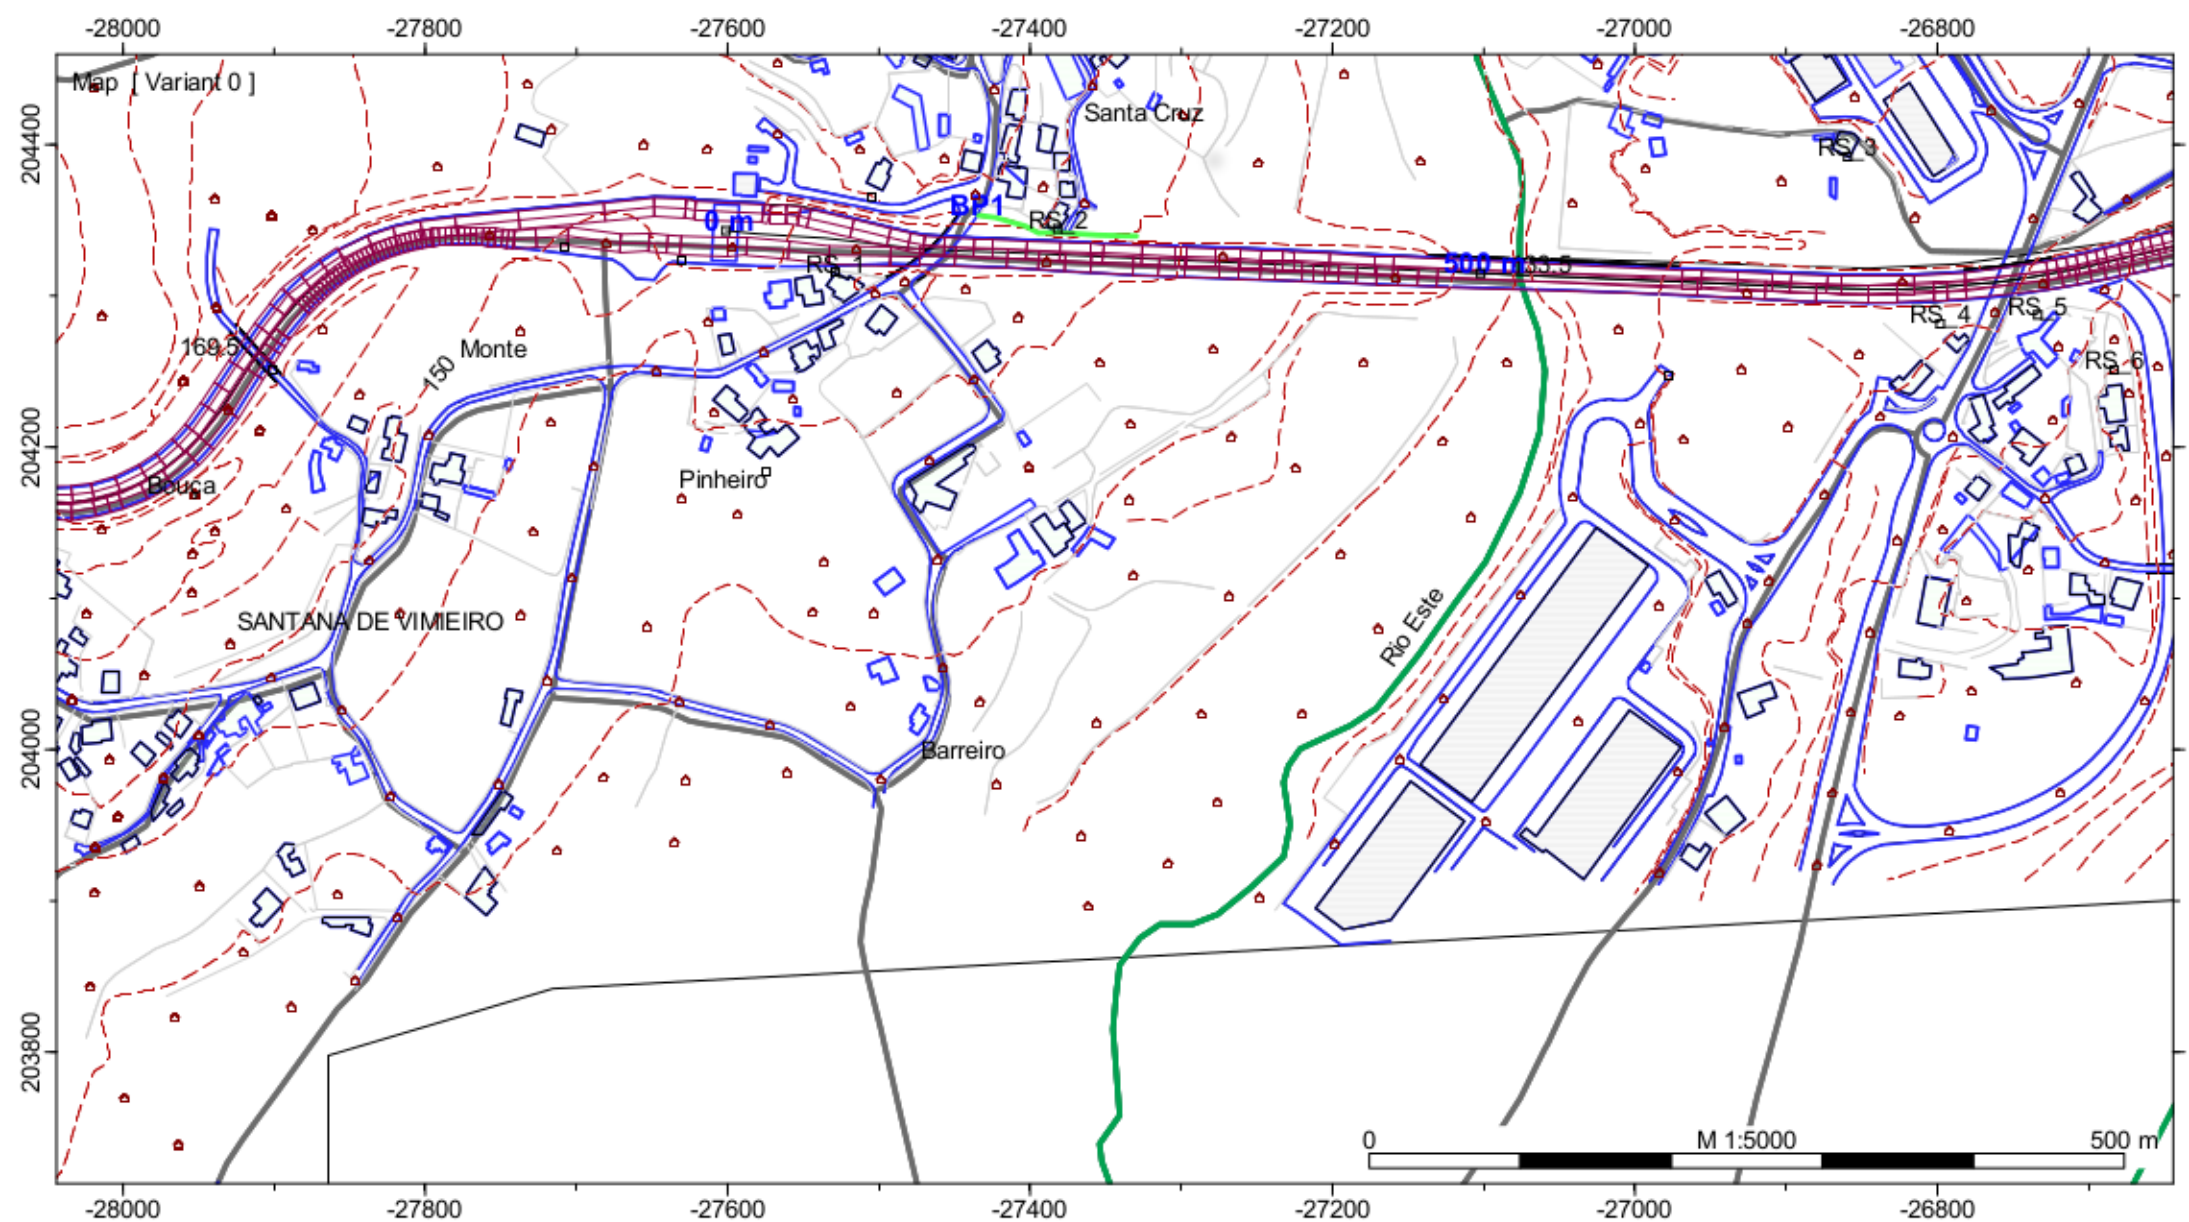 -28000 -27800 -27600 -27400 -27200 -27000 -26800
Map [ Variant 0 ]
Santa Cruz
204400
RS_3
BP1
RS_2
0 m
RS_1
500 m
RS_4
RS_5
169.5
Monte
150
RS_6
204200
Pinheiro
Bouça
SANTANA DE VIMIEIRO
Rio Este
204000
Barreiro
203800
0 M 1:5000 500 m
-28000 -27800 -27600 -27400 -27200 -27000 -26800